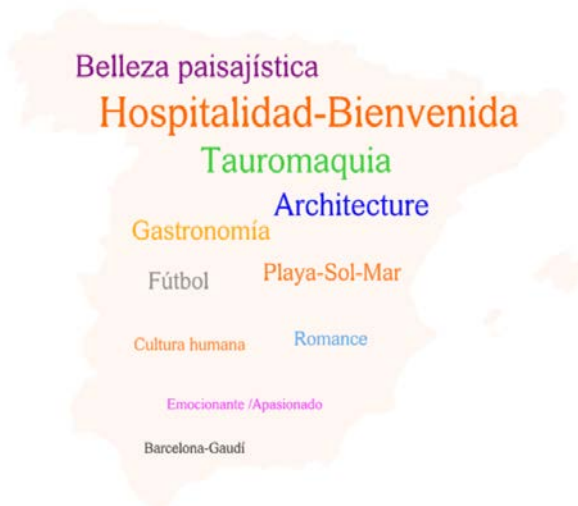 Belleza paisajística
Hospitalidad-Bienvenida
Tauromaquia
Architecture
Gastronomía
Fútbol
Playa-Sol-Mar
Cultura humana
Romance
Emocionante /Apasionado
Barcelona-Gaudí